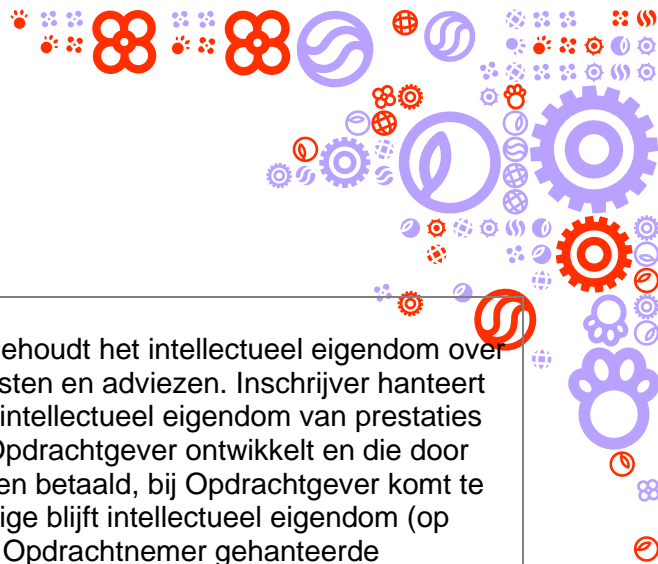 ehoudt het intellectueel eigendom over
sten en adviezen. Inschrijver hanteert
intellectueel eigendom van prestaties
Opdrachtgever ontwikkelt en die door
en betaald, bij Opdrachtgever komt te
ige blijft intellectueel eigendom (op
Opdrachtnemer gehanteerde